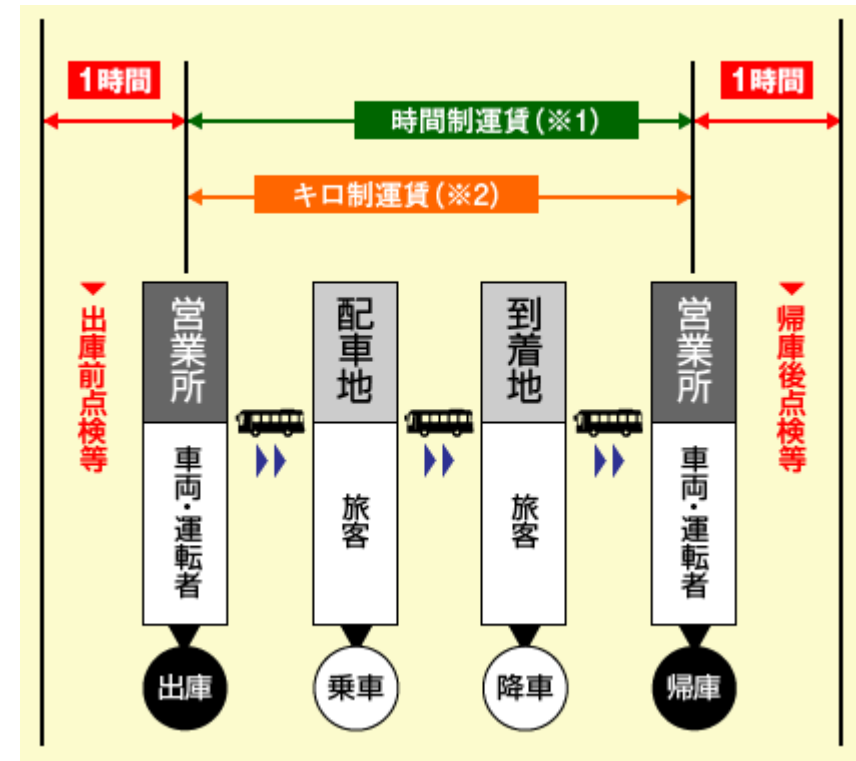 1時間
1時間
時間制運賃(※1)
キロ制運賃(※2)
出庫前点検等
営業所
配車地
到着地
営業所
帰庫後点検等
車両・運転者
旅客
旅客
車両・運転者
出庫
乗車
降車
帰庫